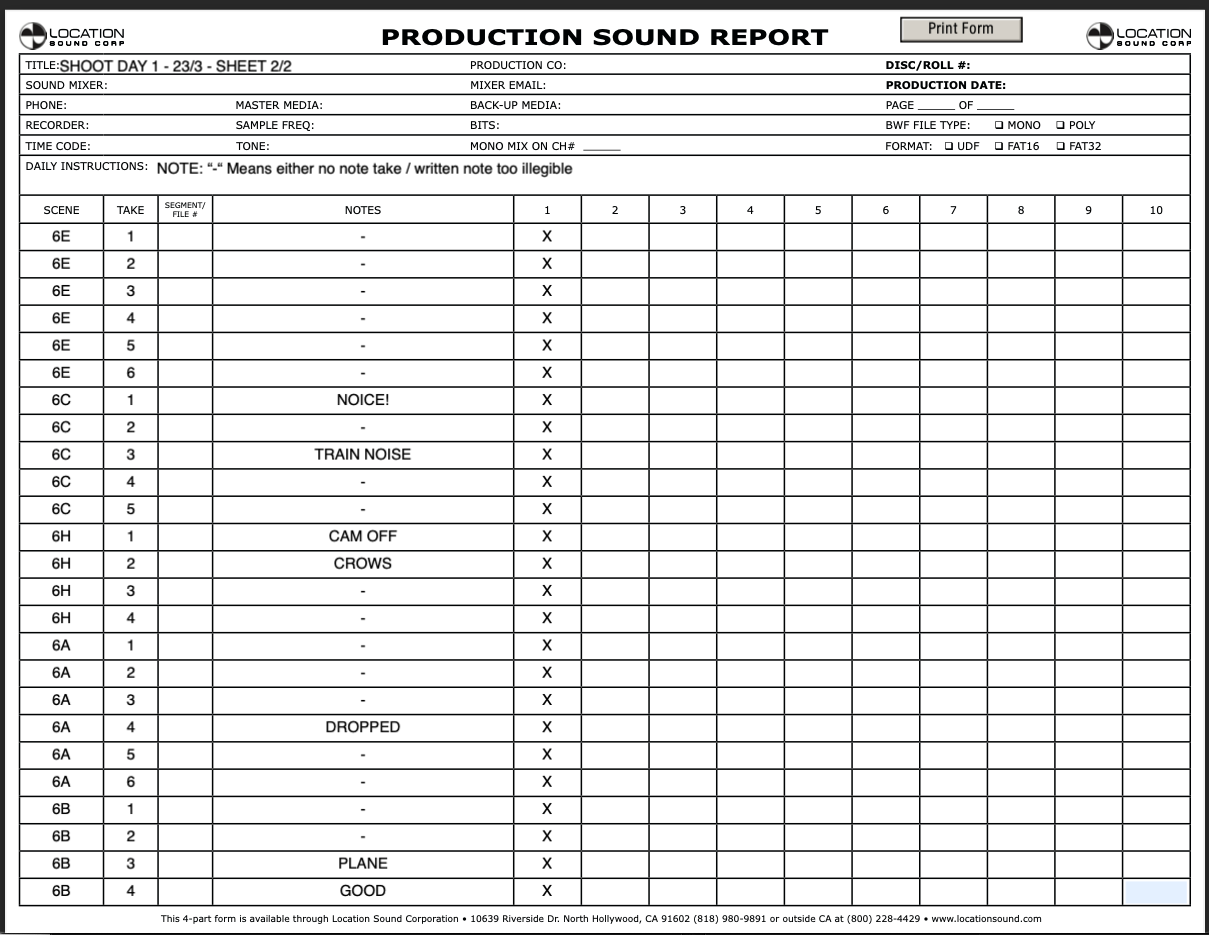 LOCATION
SOUND CORP
PRODUCTION SOUND REPORT
Print Form
LOCATION
SOUND CORP
TITLE: SHOOT DAY 1 - 23/3 - SHEET 2/2 PRODUCTION CO: DISC/ROLL #:
SOUND MIXER: MIXER EMAIL: PRODUCTION DATE:
PHONE: MASTER MEDIA: BACK-UP MEDIA: PAGE _____ OF _____
RECORDER: SAMPLE FREQ: BITS: BWF FILE TYPE: ❑ MONO ❑ POLY
TIME CODE: TONE: MONO MIX ON CH# _____ FORMAT: ❑ UDF ❑ FAT16 ❑ FAT32
DAILY INSTRUCTIONS: NOTE: "-" Means either no note take / written note too illegible
SCENE TAKE SEGMENT/ FILE # NOTES 1 2 3 4 5 6 7 8 9 10
6E 1 - X
6E 2 - X
6E 3 - X
6E 4 - X
6E 5 - X
6E 6 - X
6C 1 NOICE! X
6C 2 - X
6C 3 TRAIN NOISE X
6C 4 - X
6C 5 - X
6H 1 CAM OFF X
6H 2 CROWS X
6H 3 - X
6H 4 - X
6A 1 - X
6A 2 - X
6A 3 - X
6A 4 DROPPED X
6A 5 - X
6A 6 - X
6B 1 - X
6B 2 - X
6B 3 PLANE X
6B 4 GOOD X
This 4-part form is available through Location Sound Corporation • 10639 Riverside Dr. North Hollywood, CA 91602 (818) 980-9891 or outside CA at (800) 228-4429 • www.locationsound.com